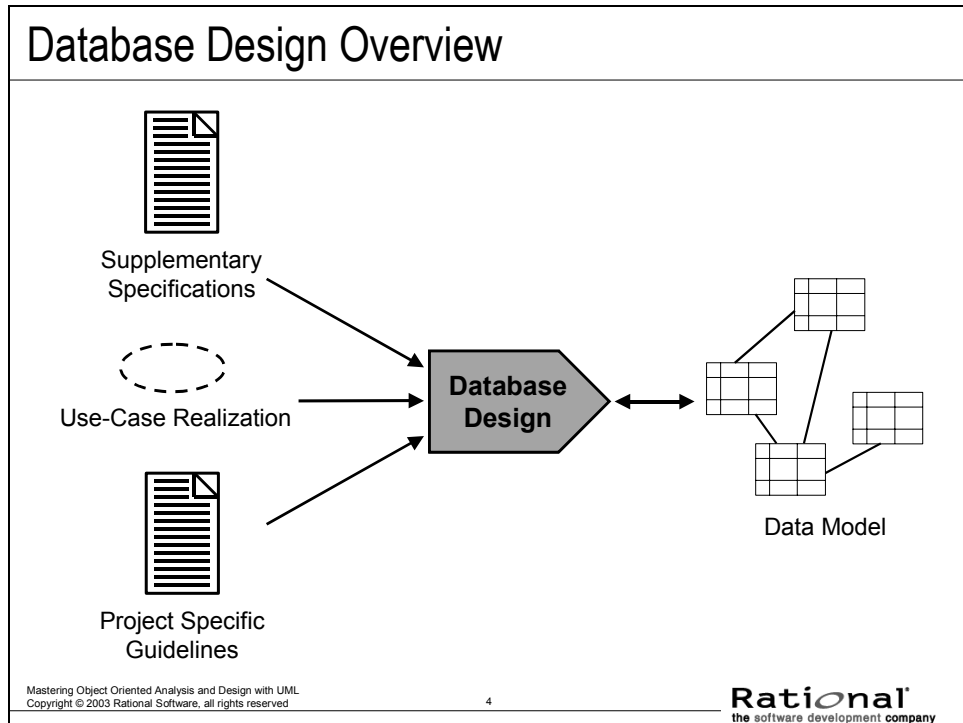 Database Design Overview
Supplementary
Specifications
Use-Case Realization
Project Specific
Guidelines
Database
Design
Data Model
Mastering Object Oriented Analysis and Design with UML
Copyright © 2003 Rational Software, all rights reserved
4
Rational
the software development company